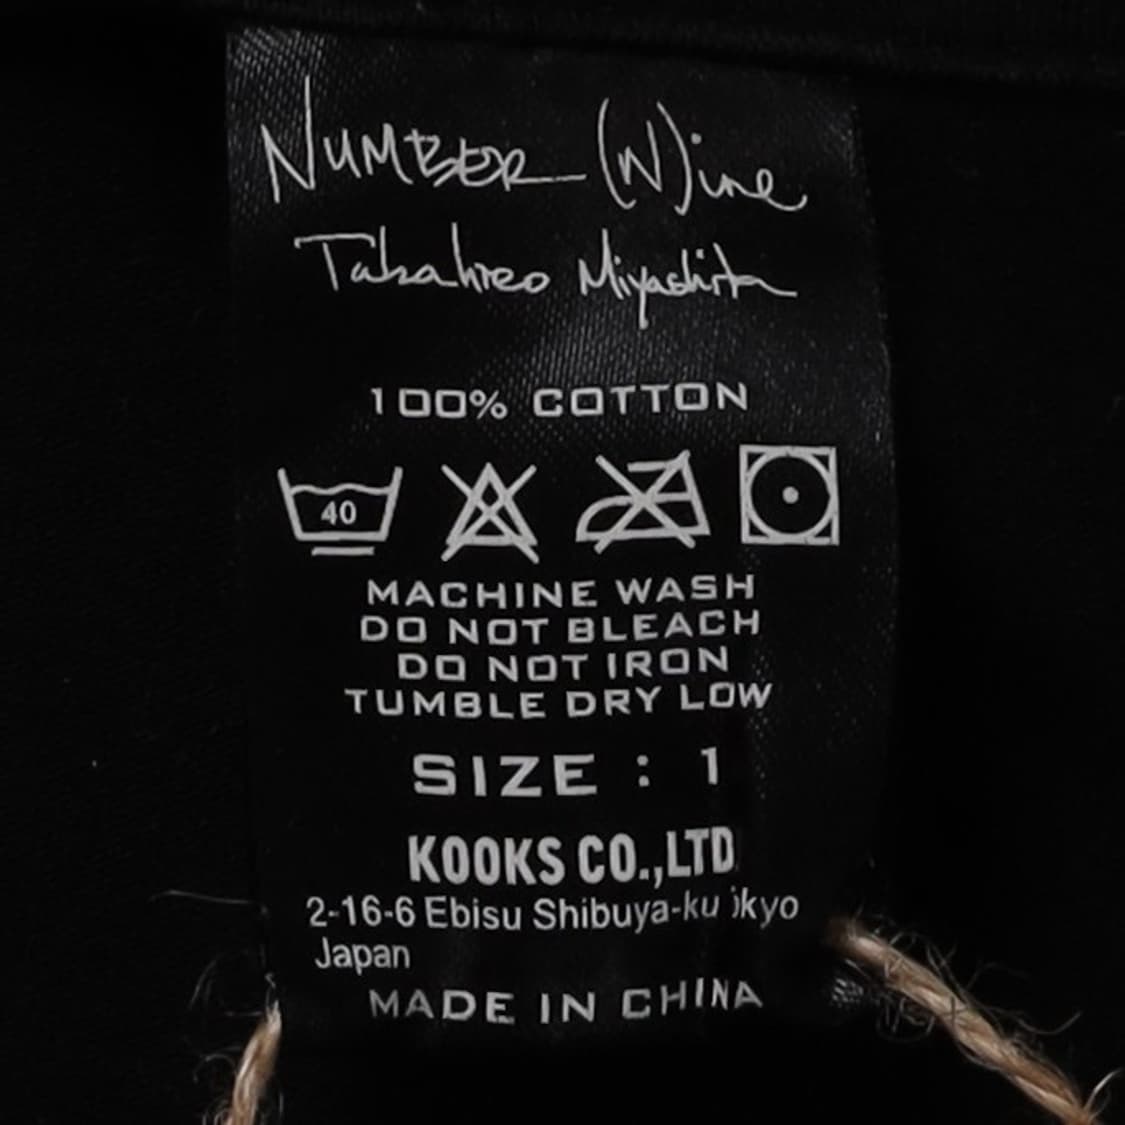 NUMBER (N)ine
Takahiro Miyashita
100% COTTON
40
MACHINE WASH
DO NOT BLEACH
DO NOT IRON
TUMBLE DRY LOW
SIZE : 1
KOOKS CO.,LTD
2-16-6 Ebisu Shibuya-ku
Japan
MADE IN CHINA